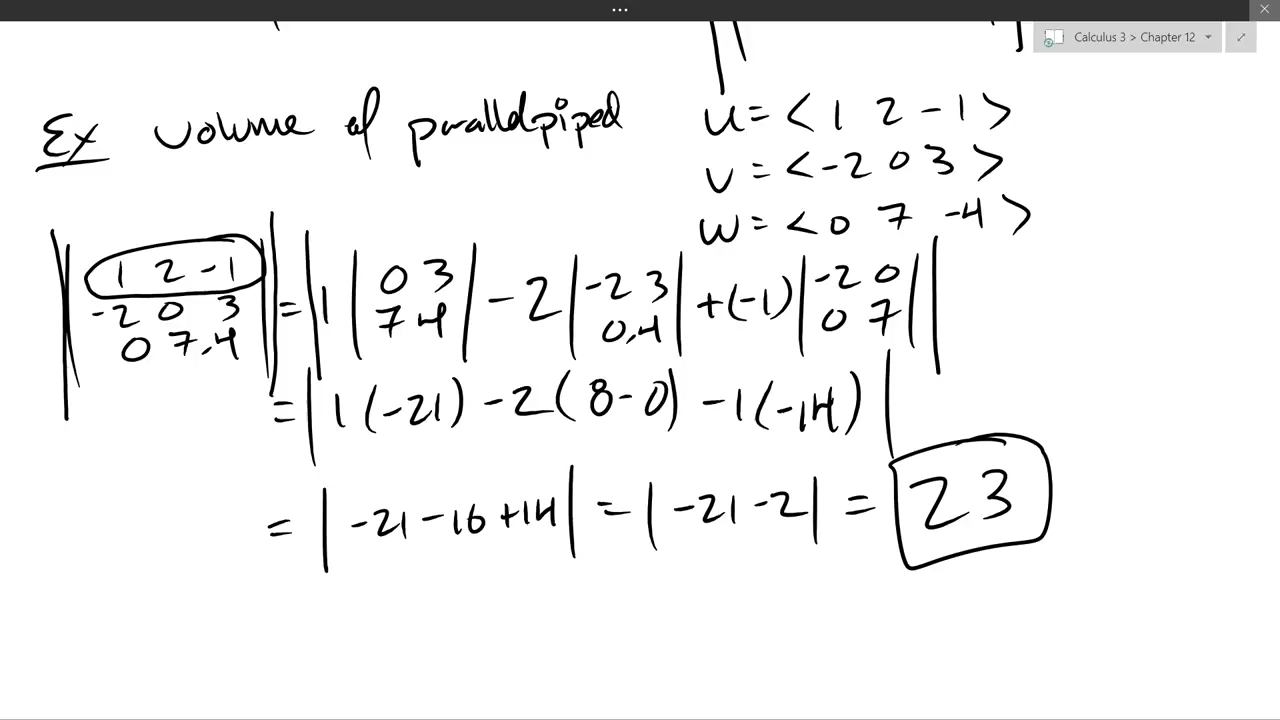 Calculus 3 > Chapter 12
Ex volume of paralldpiped
u = < 1 2 -1 >
v = < -2 0 3 >
w = < 0 7 -4 >
| 1 2 -1 | = | 1 | 0 3 | - 2 | -2 3 | + (-1) | -2 0 | |
| -2 0 3 | | 7 -4 | | 0 -4 | | 0 7 |
| 0 7 -4 |
= | 1 (-21) - 2 ( 8 - 0 ) - 1 (-14) |
= | -21 - 16 + 14 | = | -21 - 2 | = 23